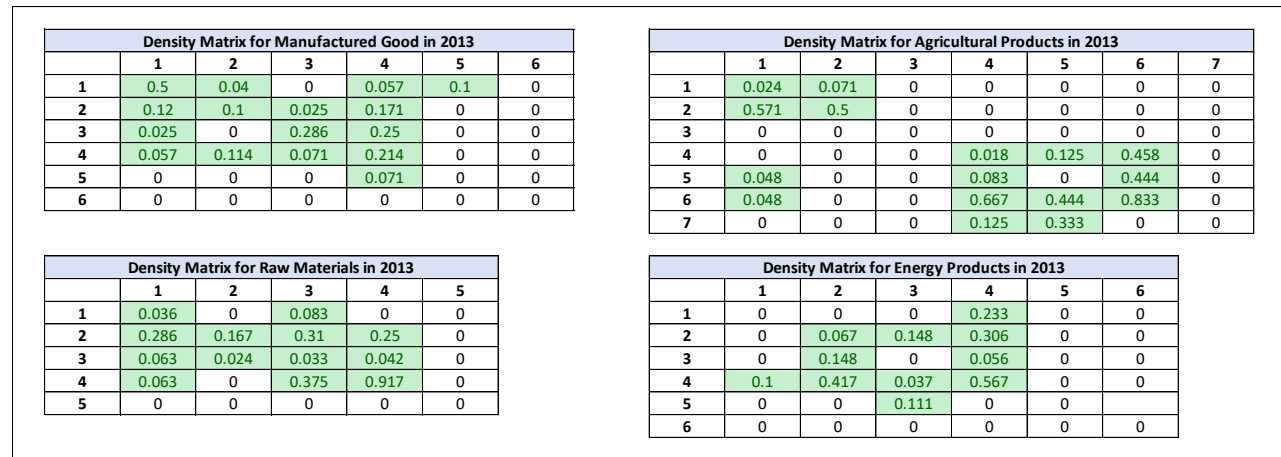 Density Matrix for Manufactured Good in 2013
1 2 3 4 5 6
1 0.5 0.04 0 0.057 0.1 0
2 0.12 0.1 0.025 0.171 0 0
3 0.025 0 0.286 0.25 0 0
4 0.057 0.114 0.071 0.214 0 0
5 0 0 0 0.071 0 0
6 0 0 0 0 0 0
Density Matrix for Agricultural Products in 2013
1 2 3 4 5 6 7
1 0.024 0.071 0 0 0 0 0
2 0.571 0.5 0 0 0 0 0
3 0 0 0 0 0 0 0
4 0 0 0 0.018 0.125 0.458 0
5 0.048 0 0 0.083 0 0.444 0
6 0.048 0 0 0.667 0.444 0.833 0
7 0 0 0 0.125 0.333 0 0
Density Matrix for Raw Materials in 2013
1 2 3 4 5
1 0.036 0 0.083 0 0
2 0.286 0.167 0.31 0.25 0
3 0.063 0.024 0.033 0.042 0
4 0.063 0 0.375 0.917 0
5 0 0 0 0 0
Density Matrix for Energy Products in 2013
1 2 3 4 5 6
1 0 0 0 0.233 0 0
2 0 0.067 0.148 0.306 0 0
3 0 0.148 0 0.056 0 0
4 0.1 0.417 0.037 0.567 0 0
5 0 0 0.111 0 0
6 0 0 0 0 0 0